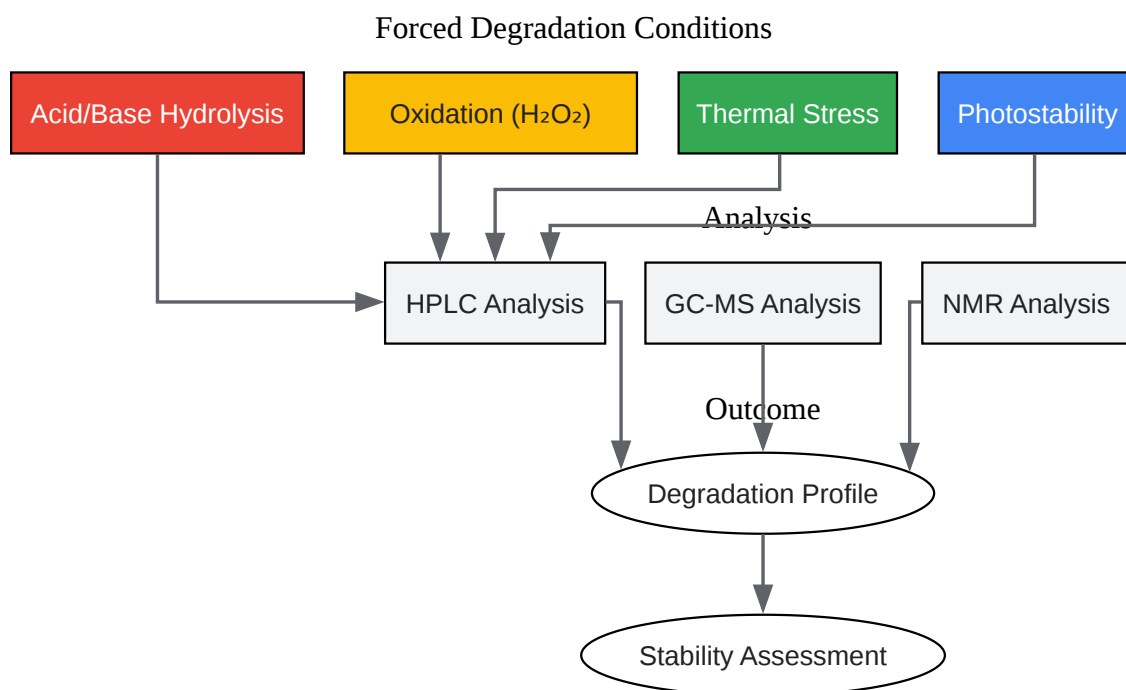 Forced Degradation Conditions
Acid/Base Hydrolysis
Oxidation (H₂O₂)
Thermal Stress
Photostability
Analysis
HPLC Analysis
GC-MS Analysis
NMR Analysis
Outcome
Degradation Profile
Stability Assessment